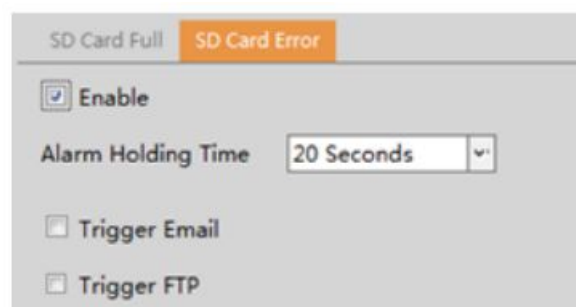 SD Card Full SD Card Error
Enable
Alarm Holding Time 20 Seconds
Trigger Email
Trigger FTP